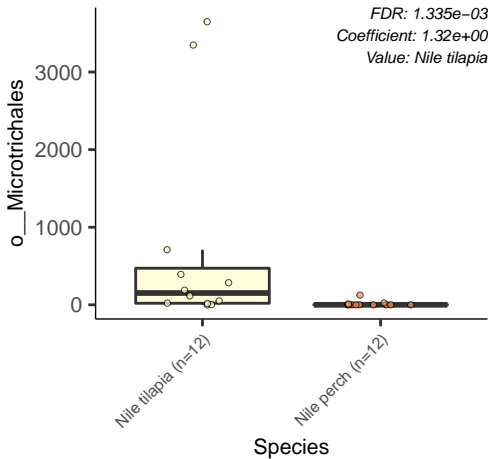 FDR: 1.335e−03
Coefficient: 1.32e+00
Value: Nile tilapia
o__Microtrichales
3000
2000
1000
0
Nile tilapia (n=12)
Nile perch (n=12)
Species